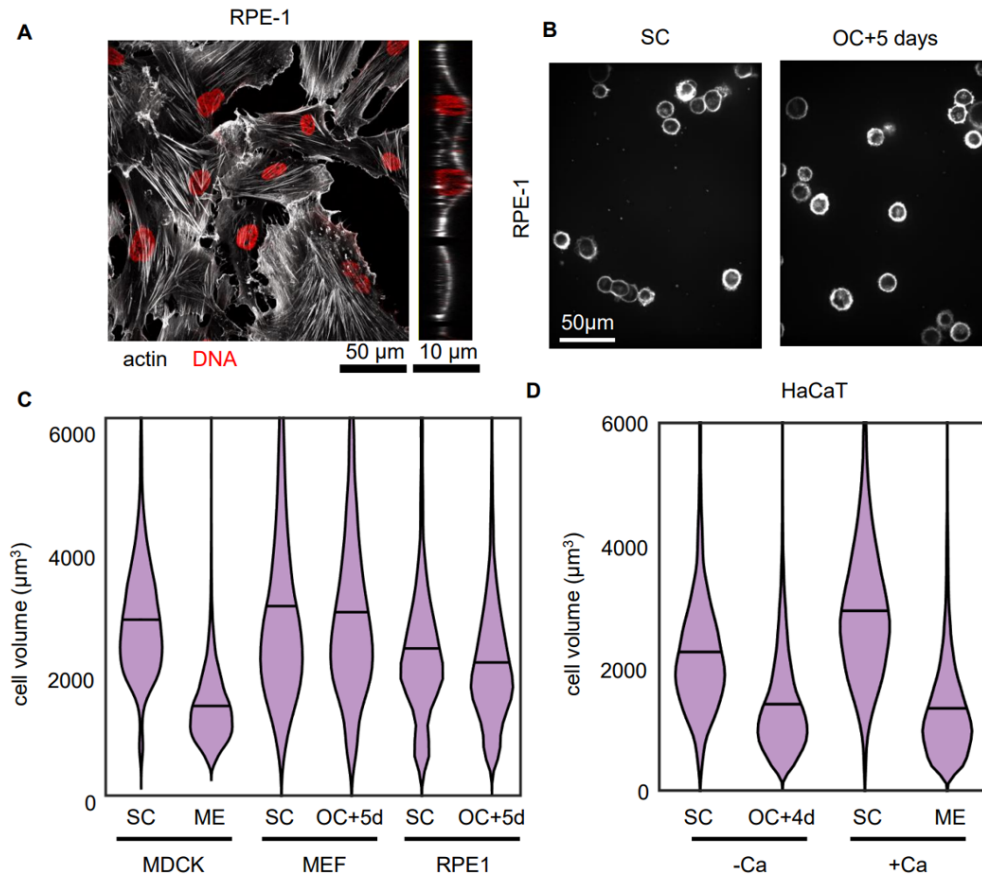 A
RPE-1
actin DNA
50 µm
10 µm
B
SC
OC+5 days
RPE-1
50µm
C
cell volume (µm³)
6000
4000
2000
0
SC ME SC OC+5d SC OC+5d
MDCK MEF RPE1
D
HaCaT
cell volume (µm³)
6000
4000
2000
0
SC OC+4d SC ME
-Ca +Ca